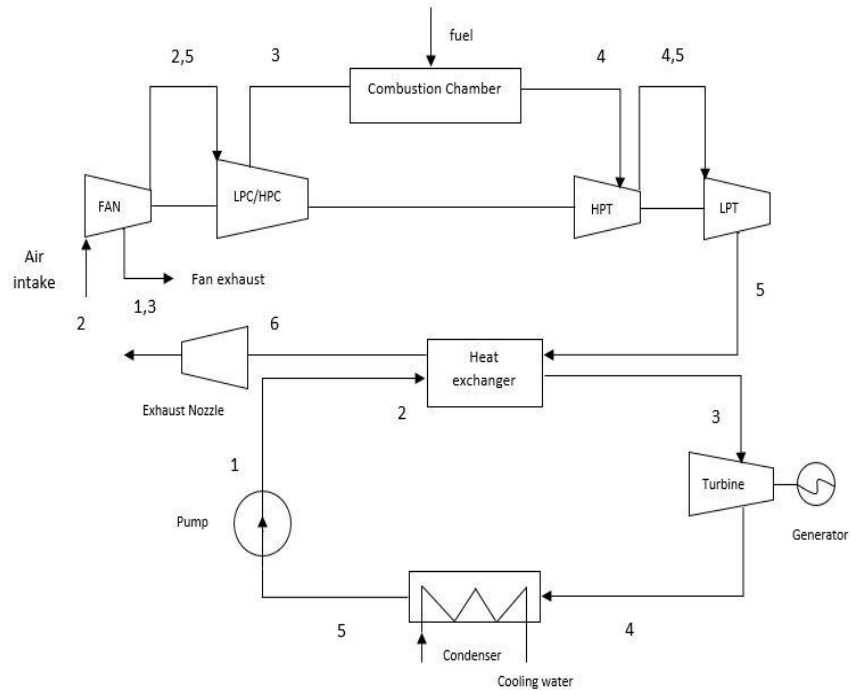 fuel
2,5
3
4
4,5
Combustion Chamber
FAN
LPC/HPC
HPT
LPT
Air
intake
Fan exhaust
2
1,3
5
6
Heat
exchanger
Exhaust Nozzle
2
3
1
Turbine
Pump
Generator
5
4
Condenser
Cooling water